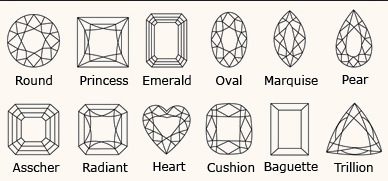 Round Princess Emerald Oval Marquise Pear
Asscher Radiant Heart Cushion Baguette Trillion